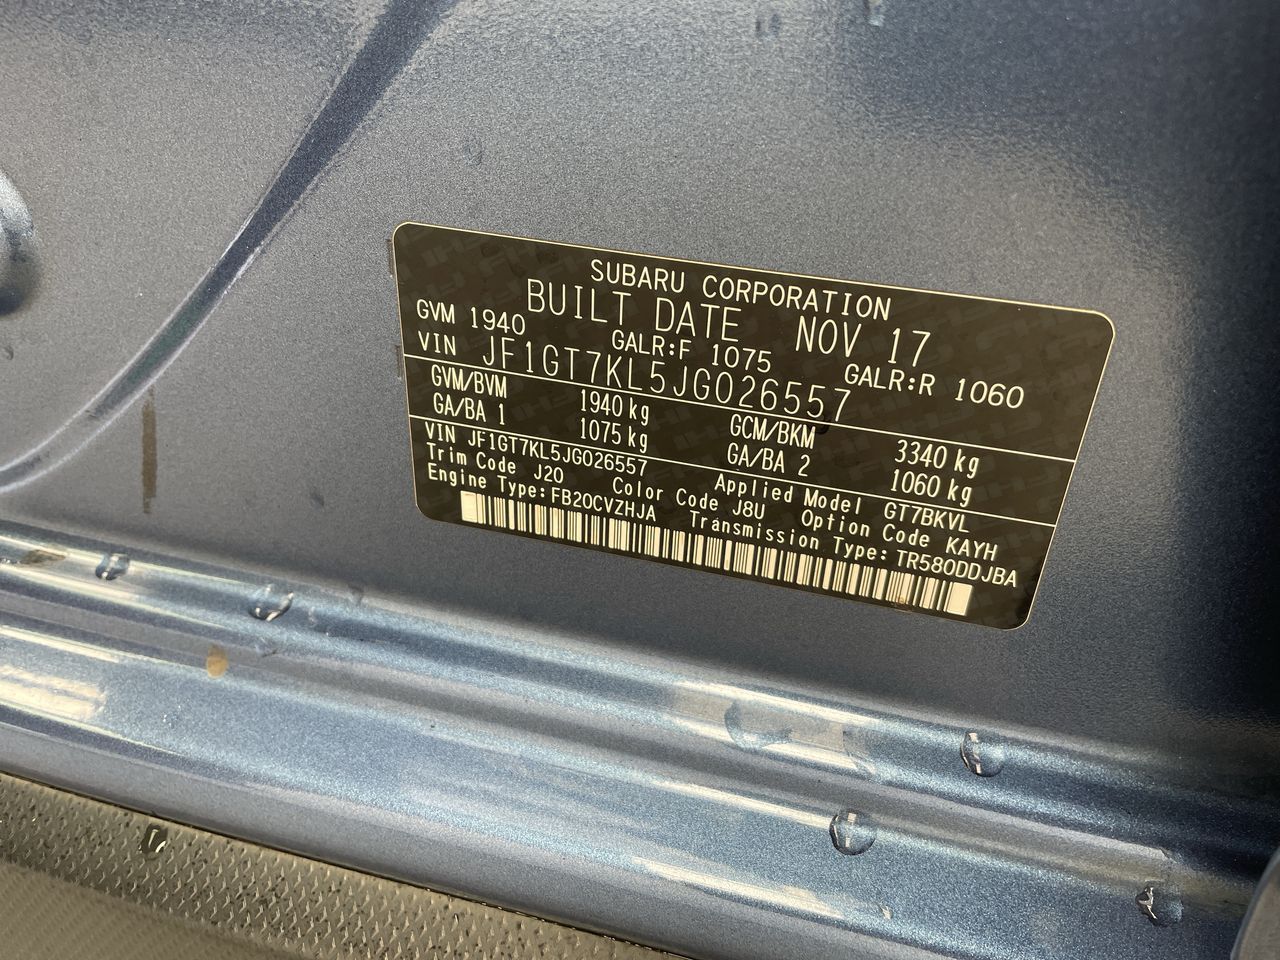 SUBARU CORPORATION
BUILT DATE NOV 17
GVM 1940 GALR:F 1075 GALR:R 1060
VIN JF1GT7KL5JG026557
GVM/BVM 1940 kg GCM/BKM 3340 kg
GA/BA 1 1075 kg GA/BA 2 1060 kg
VIN JF1GT7KL5JG026557 Applied Model GT7BKVL
Trim Code J20 Color Code J8U Option Code KAYH
Engine Type: FB20CVZHJA Transmission Type: TR580DDJBA